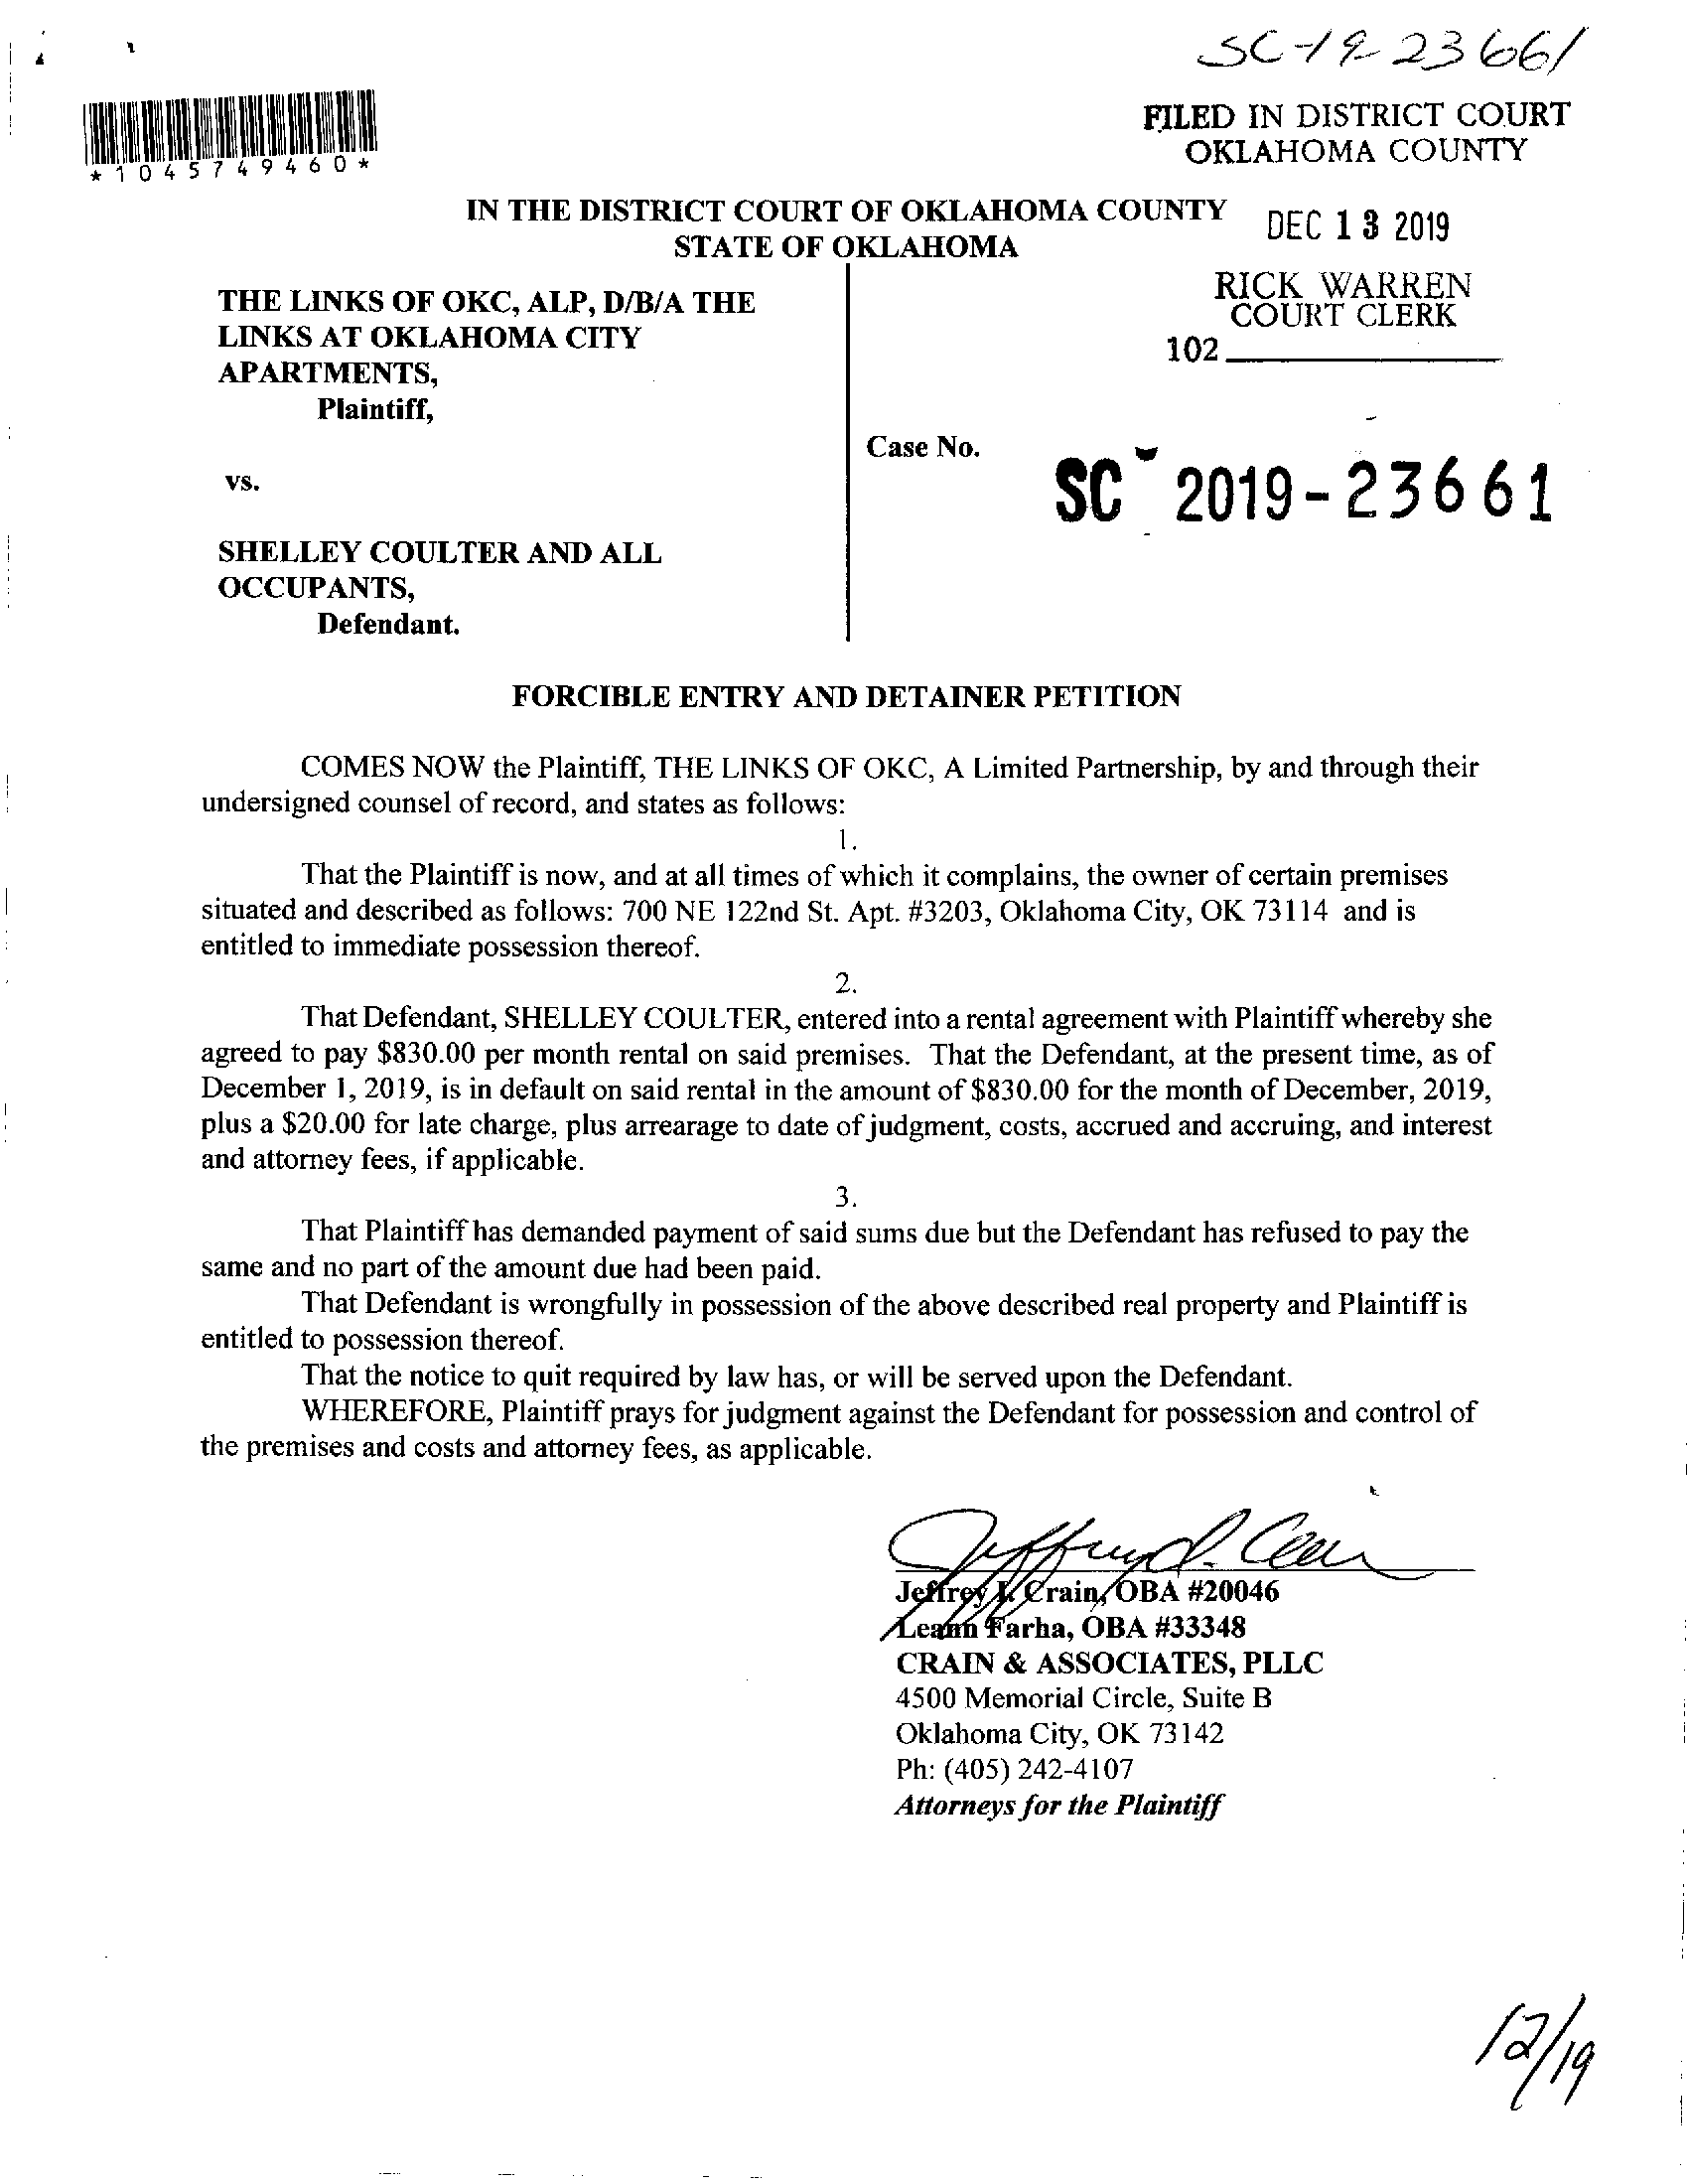 SC-19-23661
*1045749460*
FILED IN DISTRICT COURT
OKLAHOMA COUNTY
IN THE DISTRICT COURT OF OKLAHOMA COUNTY
STATE OF OKLAHOMA
DEC 13 2019
RICK WARREN
COURT CLERK
102
THE LINKS OF OKC, ALP, D/B/A THE
LINKS AT OKLAHOMA CITY
APARTMENTS,
Plaintiff,
vs.
SHELLEY COULTER AND ALL
OCCUPANTS,
Defendant.
Case No.
SC - 2019-23661
FORCIBLE ENTRY AND DETAINER PETITION
COMES NOW the Plaintiff, THE LINKS OF OKC, A Limited Partnership, by and through their
undersigned counsel of record, and states as follows:
1.
That the Plaintiff is now, and at all times of which it complains, the owner of certain premises
situated and described as follows: 700 NE 122nd St. Apt. #3203, Oklahoma City, OK 73114 and is
entitled to immediate possession thereof.
2.
That Defendant, SHELLEY COULTER, entered into a rental agreement with Plaintiff whereby she
agreed to pay $830.00 per month rental on said premises. That the Defendant, at the present time, as of
December 1, 2019, is in default on said rental in the amount of $830.00 for the month of December, 2019,
plus a $20.00 for late charge, plus arrearage to date of judgment, costs, accrued and accruing, and interest
and attorney fees, if applicable.
3.
That Plaintiff has demanded payment of said sums due but the Defendant has refused to pay the
same and no part of the amount due had been paid.
That Defendant is wrongfully in possession of the above described real property and Plaintiff is
entitled to possession thereof.
That the notice to quit required by law has, or will be served upon the Defendant.
WHEREFORE, Plaintiff prays for judgment against the Defendant for possession and control of
the premises and costs and attorney fees, as applicable.
Jeffrey Crain, OBA #20046
Leann Farha, OBA #33348
CRAIN & ASSOCIATES, PLLC
4500 Memorial Circle, Suite B
Oklahoma City, OK 73142
Ph: (405) 242-4107
Attorneys for the Plaintiff
12/19